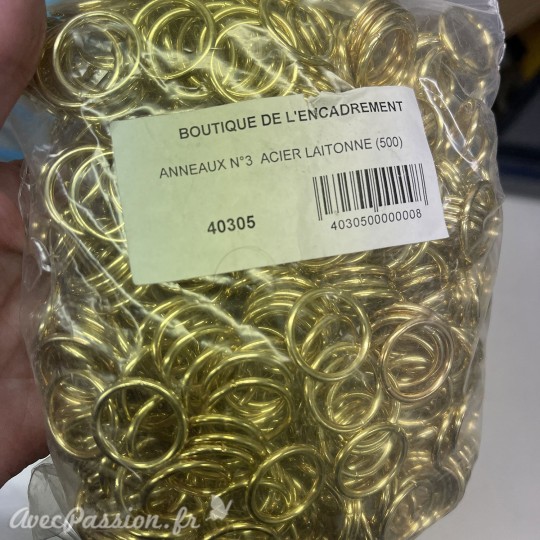 BOUTIQUE DE L'ENCADREMENT
ANNEAUX N°3 ACIER LAITONNE (500)
40305
4030500000008
AvecPassion.fr